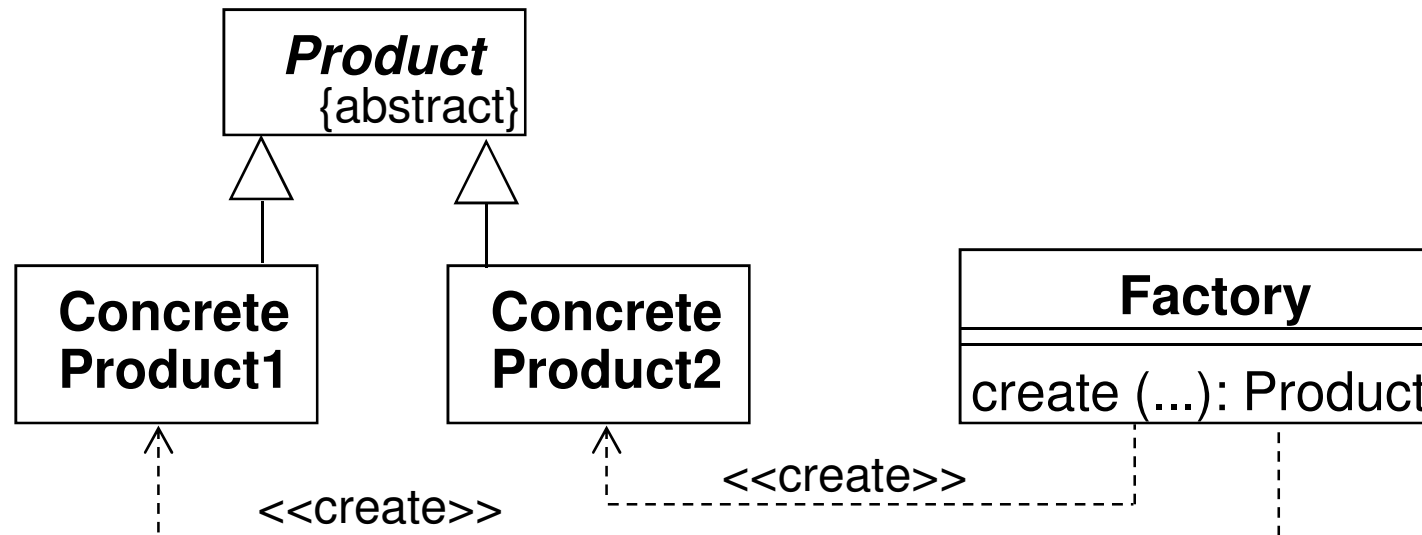 Product
{abstract}
Concrete
Product1
Concrete
Product2
Factory
create (...): Product
<<create>>
<<create>>